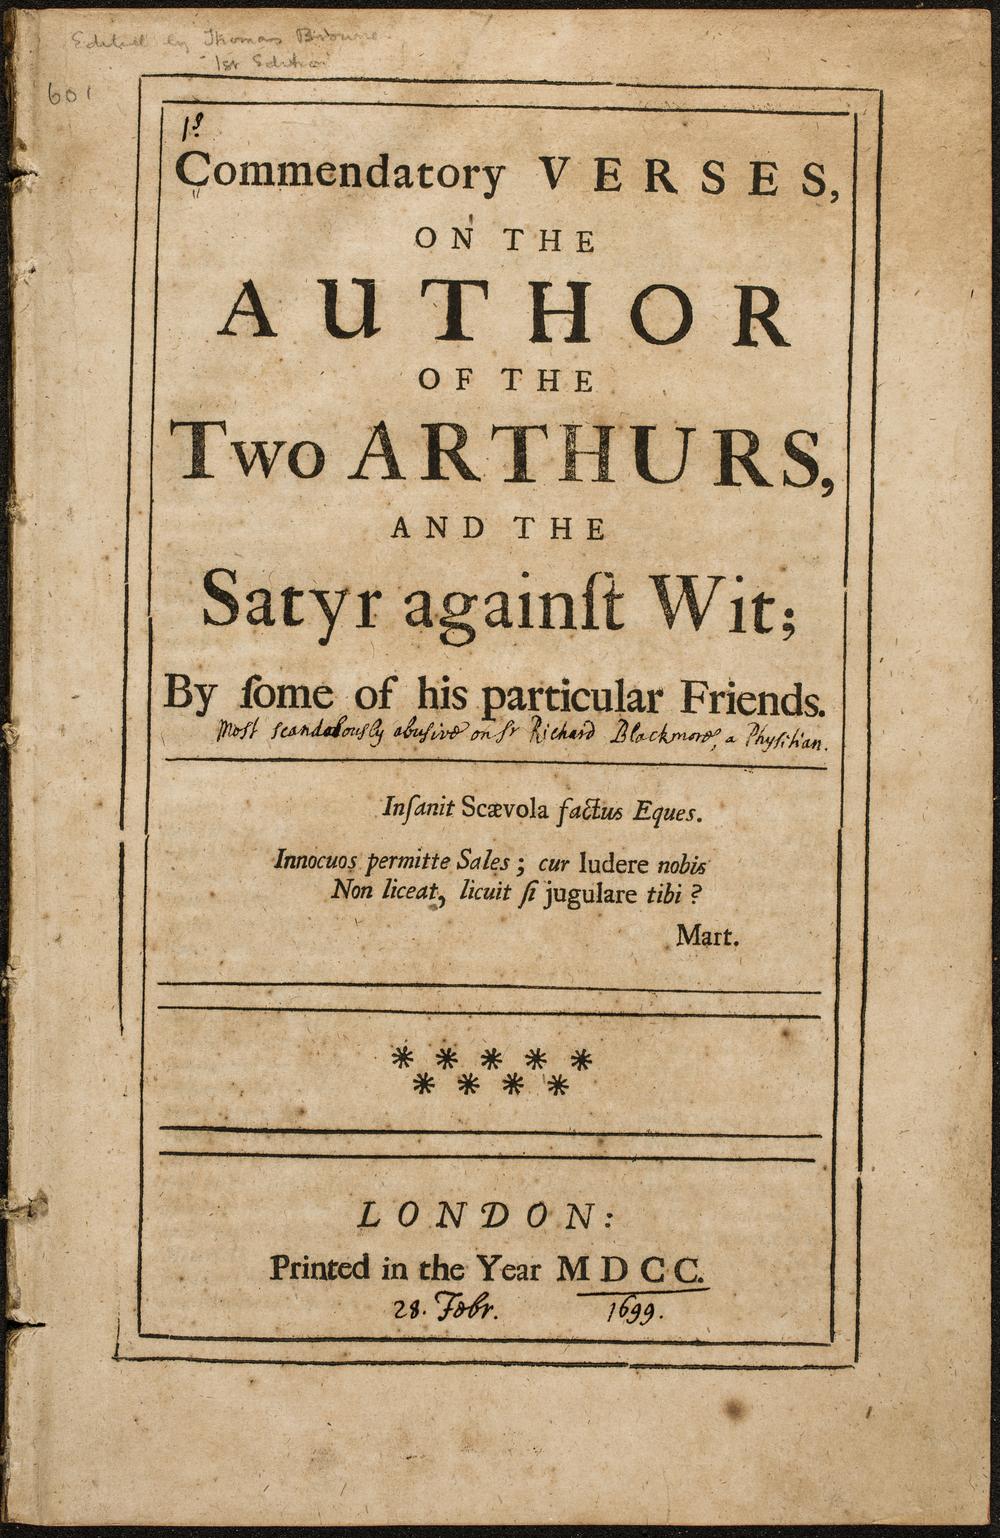 Edited by Thomas Browne.
1st Edition
601
1s
Commendatory VERSES,
ON THE
AUTHOR
OF THE
Two ARTHURS,
AND THE
Satyr againſt Wit;
By ſome of his particular Friends.
Most scandalously abusive on Sr Richard Blackmore, a Physitian.
Inſanit Scævola factus Eques.
Innocuos permitte Sales; cur ludere nobis
Non liceat, licuit ſi jugulare tibi?
Mart.
* * * * *
* * * *
LONDON:
Printed in the Year MDCC.
28. Febr. 1699.